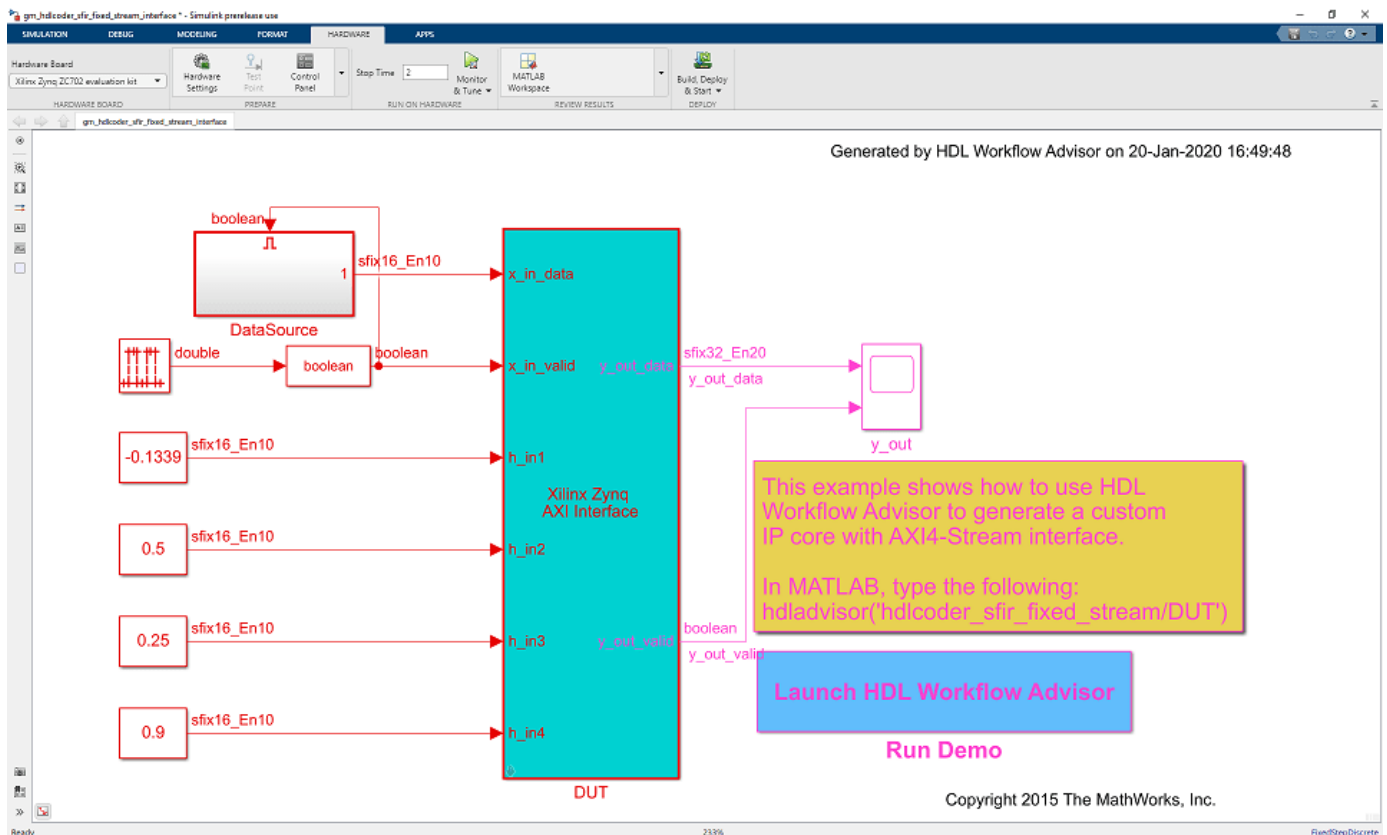 gm_hdlcoder_sfir_fixed_stream_interface * - Simulink prerelease use
SIMULATION DEBUG MODELING FORMAT HARDWARE APPS
Hardware Board
Xilinx Zynq ZC702 evaluation kit
Hardware Settings
Test Point
Control Panel
Stop Time 2
Monitor & Tune
MATLAB Workspace
Build, Deploy & Start
HARDWARE BOARD PREPARE RUN ON HARDWARE REVIEW RESULTS DEPLOY
gm_hdlcoder_sfir_fixed_stream_interface
Generated by HDL Workflow Advisor on 20-Jan-2020 16:49:48
boolean
1
sfix16_En10
x_in_data
DataSource
double
boolean
boolean
x_in_valid
y_out_data
sfix32_En20
y_out_data
y_out
-0.1339
sfix16_En10
h_in1
Xilinx Zynq
AXI Interface
This example shows how to use HDL
Workflow Advisor to generate a custom
IP core with AXI4-Stream interface.
In MATLAB, type the following:
hdladvisor('hdlcoder_sfir_fixed_stream/DUT')
0.5
sfix16_En10
h_in2
0.25
sfix16_En10
h_in3
y_out_valid
boolean
y_out_valid
Launch HDL Workflow Advisor
Run Demo
0.9
sfix16_En10
h_in4
DUT
Copyright 2015 The MathWorks, Inc.
Ready
233%
FixedStepDiscrete